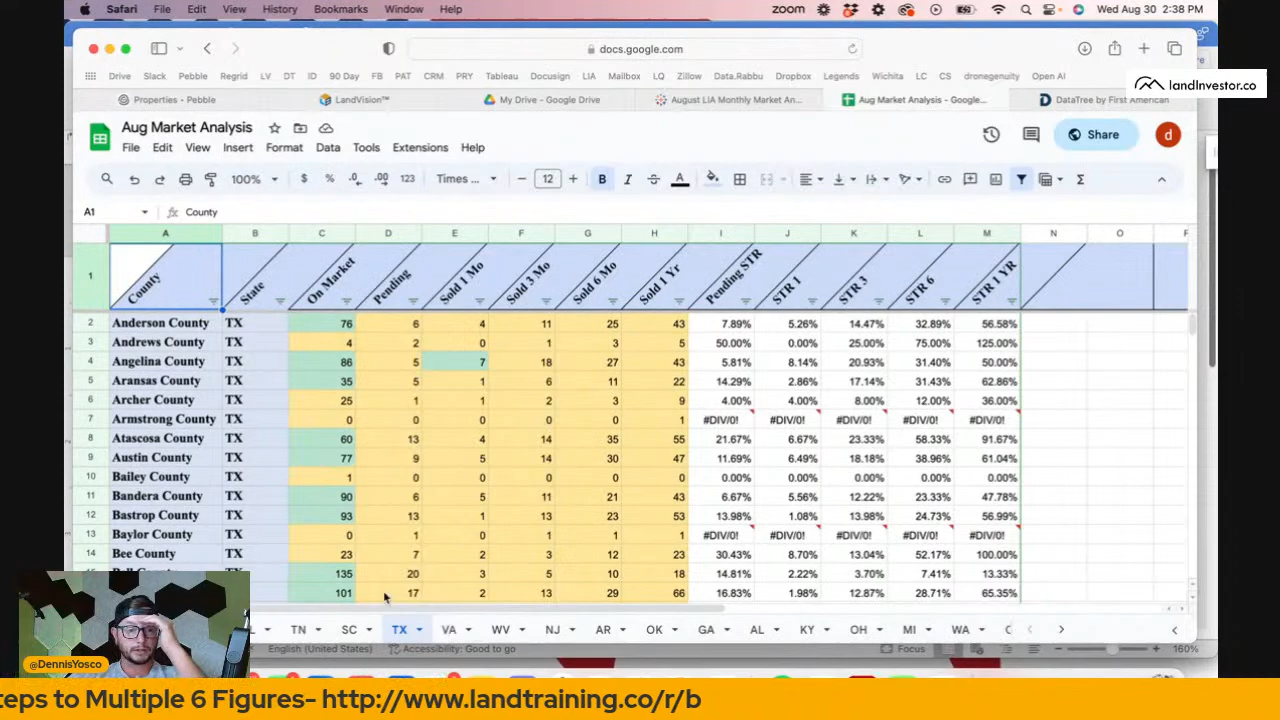 Safari File Edit View History Bookmarks Window Help zoom Wed Aug 30 2:38 PM
docs.google.com
Drive Slack Pebble Regrid LV DT ID 90 Day FB PAT CRM PRY Tableau Docusign LIA Mailbox LQ Zillow Data.Rabbu Dropbox Legends Wichita LC CS dronegenuity Open AI
landInvestor.co
Properties - Pebble LandVision™ My Drive - Google Drive August LIA Monthly Market An... Aug Market Analysis - Google... DataTree by First American
Aug Market Analysis
File Edit View Insert Format Data Tools Extensions Help Share d
100% $ % .0 .00 123 Times ... − 12 + B I A Σ
A1 fx County
A B C D E F G H I J K L M N O
1 County State On Market Pending Sold 1 Mo Sold 3 Mo Sold 6 Mo Sold 1 Yr Pending STR STR 1 STR 3 STR 6 STR 1 YR
2 Anderson County TX 76 6 4 11 25 43 7.89% 5.26% 14.47% 32.89% 56.58%
3 Andrews County TX 4 2 0 1 3 5 50.00% 0.00% 25.00% 75.00% 125.00%
4 Angelina County TX 86 5 7 18 27 43 5.81% 8.14% 20.93% 31.40% 50.00%
5 Aransas County TX 35 5 1 6 11 22 14.29% 2.86% 17.14% 31.43% 62.86%
6 Archer County TX 25 1 1 2 3 9 4.00% 4.00% 8.00% 12.00% 36.00%
7 Armstrong County TX 0 0 0 0 0 1 #DIV/0! #DIV/0! #DIV/0! #DIV/0! #DIV/0!
8 Atascosa County TX 60 13 4 14 35 55 21.67% 6.67% 23.33% 58.33% 91.67%
9 Austin County TX 77 9 5 14 30 47 11.69% 6.49% 18.18% 38.96% 61.04%
10 Bailey County TX 1 0 0 0 0 0 0.00% 0.00% 0.00% 0.00% 0.00%
11 Bandera County TX 90 6 5 11 21 43 6.67% 5.56% 12.22% 23.33% 47.78%
12 Bastrop County TX 93 13 1 13 23 53 13.98% 1.08% 13.98% 24.73% 56.99%
13 Baylor County TX 0 1 0 1 1 1 #DIV/0! #DIV/0! #DIV/0! #DIV/0! #DIV/0!
14 Bee County TX 23 7 2 3 12 23 30.43% 8.70% 13.04% 52.17% 100.00%
135 20 3 5 10 18 14.81% 2.22% 3.70% 7.41% 13.33%
101 17 2 13 29 66 16.83% 1.98% 12.87% 28.71% 65.35%
TN SC TX VA WV NJ AR OK GA AL KY OH MI WA
English (United States) Accessibility: Good to go Focus 160%
@DennisYosco
teps to Multiple 6 Figures- http://www.landtraining.co/r/b